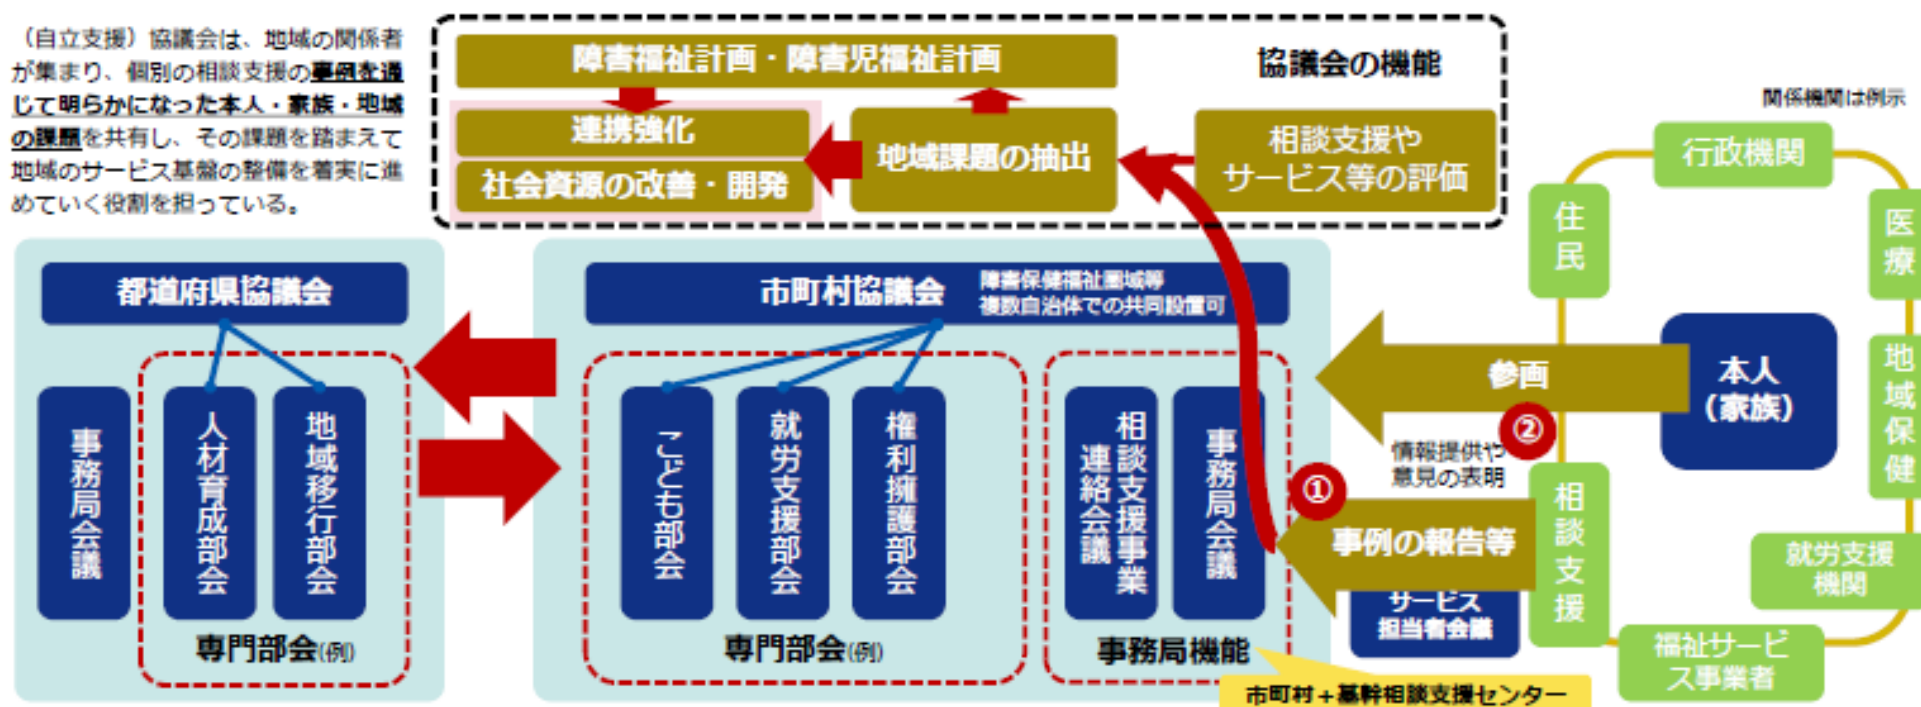 （自立支援）協議会は、地域の関係者
が集まり、個別の相談支援の事例を通
じて明らかになった本人・家族・地域
の課題を共有し、その課題を踏まえて
地域のサービス基盤の整備を着実に進
めていく役割を担っている。
障害福祉計画・障害児福祉計画
協議会の機能
連携強化
社会資源の改善・開発
地域課題の抽出
相談支援や
サービス等の評価
関係機関は例示
行政機関
住民
医療
地域保健
就労支援
機関
福祉サービ
ス事業者
相談支援
本人
（家族）
都道府県協議会
事務局会議
人材育成部会
地域移行部会
専門部会(例)
市町村協議会
障害保健福祉圏域等
複数自治体での共同設置可
こども部会
就労支援部会
権利擁護部会
専門部会(例)
相談支援事業
連絡会議
事務局会議
事務局機能
市町村＋基幹相談支援センター
参画
②
情報提供や
意見の表明
①
事例の報告等
サービス
担当者会議